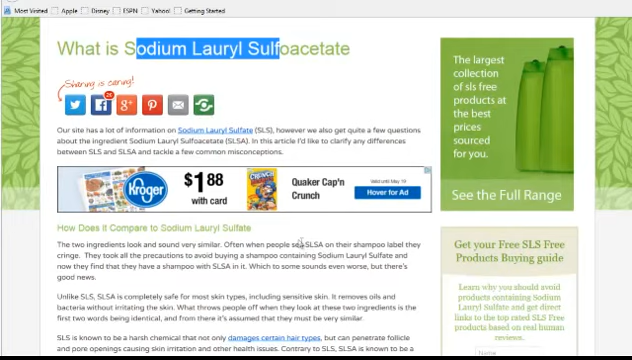 Most Visited Apple Disney ESPN Yahoo! Getting Started
What is Sodium Lauryl Sulfoacetate
Sharing is caring!
26
Our site has a lot of information on Sodium Lauryl Sulfate (SLS), however we also get quite a few questions
about the ingredient Sodium Lauryl Sulfoacetate (SLSA). In this article I'd like to clarify any differences
between SLS and SLSA and tackle a few common misconceptions.
Kroger
$1.88
with card
CRUNCH
Quaker Cap'n
Crunch
Valid until May 10
Hover for Ad
How Does it Compare to Sodium Lauryl Sulfate
The two ingredients look and sound very similar. Often when people see SLSA on their shampoo label they
cringe. They took all the precautions to avoid buying a shampoo containing Sodium Lauryl Sulfate and
now they find that they have a shampoo with SLSA in it. Which to some sounds even worse, but there's
good news.
Unlike SLS, SLSA is completely safe for most skin types, including sensitive skin. It removes oils and
bacteria without irritating the skin. What throws people off when they look at these two ingredients is the
first two words being identical, and from there it's assumed that they must be very similar.
SLS is known to be a harsh chemical that not only damages certain hair types, but can penetrate follicle
and pore openings causing skin irritation and other health issues. Contrary to SLS, SLSA is known to be a
The largest
collection
of sls free
products at
the best
prices
sourced
for you.
See the Full Range
Get your Free SLS Free
Products Buying guide
Learn why you should avoid
products containing Sodium
Lauryl Sulfate and get direct
links to the top rated SLS
Free products based on real
human reviews.
Name